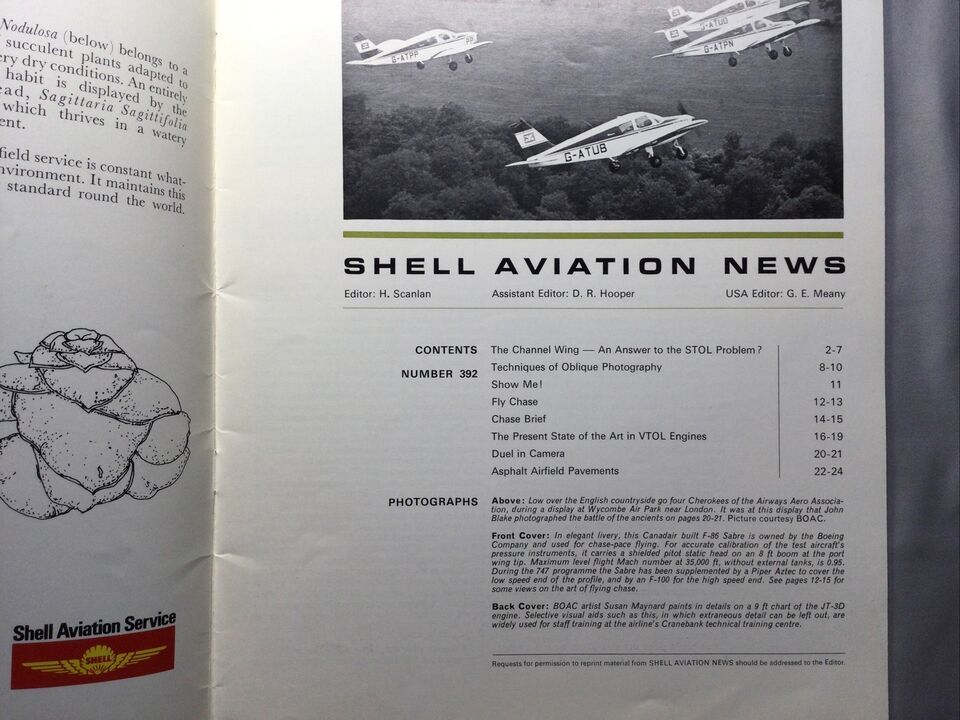 Nodulosa (below) belongs to a
succulent plants adapted to
very dry conditions. An entirely
habit is displayed by the
Sagittaria Sagittifolia
which thrives in a watery
field service is constant what-
It maintains this
standard round the world.
Shell Aviation Service
SHELL
G-ATPP
G-ATUD
G-ATPN
G-ATUB
SHELL AVIATION NEWS
Editor: H. Scanlan Assistant Editor: D. R. Hooper USA Editor: G. E. Meany
CONTENTS The Channel Wing — An Answer to the STOL Problem? 2-7
NUMBER 392 Techniques of Oblique Photography 8-10
Show Me! 11
Fly Chase 12-13
Chase Brief 14-15
The Present State of the Art in VTOL Engines 16-19
Duel in Camera 20-21
Asphalt Airfield Pavements 22-24
PHOTOGRAPHS Above: Low over the English countryside go four Cherokees of the Airways Aero Associa-
tion, during a display at Wycombe Air Park near London. It was at this display that John
Blake photographed the battle of the ancients on pages 20-21. Picture courtesy BOAC.
Front Cover: In elegant livery, this Canadair built F-86 Sabre is owned by the Boeing
Company and used for chase-pace flying. For accurate calibration of the test aircraft's
pressure instruments, it carries a shielded pitot static head on an 8 ft boom at the port
wing tip. Maximum level flight Mach number at 35,000 ft, without external tanks, is 0.95.
During the 747 programme the Sabre has been supplemented by a Piper Aztec to cover the
low speed end of the profile, and by an F-100 for the high speed end. See pages 12-15 for
some views on the art of flying chase.
Back Cover: BOAC artist Susan Maynard paints in details on a 9 ft chart of the JT-3D
engine. Selective visual aids such as this, in which extraneous detail can be left out, are
widely used for staff training at the airline's Cranebank technical training centre.
Requests for permission to reprint material from SHELL AVIATION NEWS should be addressed to the Editor.